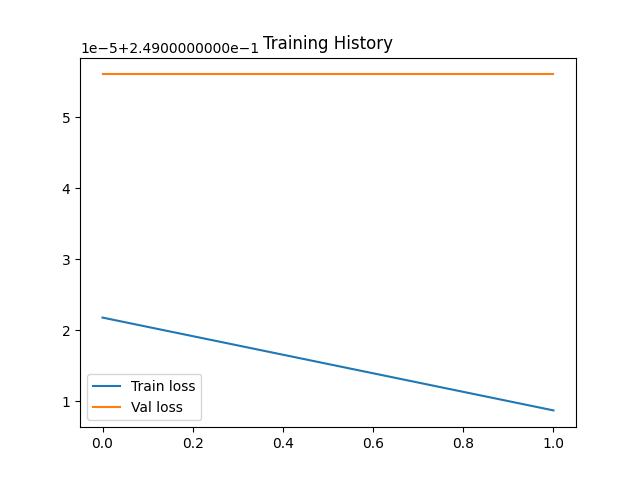 1e−5+2.4900000000e−1
Training History
5
4
3
2
1
Train loss
Val loss
0.0 0.2 0.4 0.6 0.8 1.0